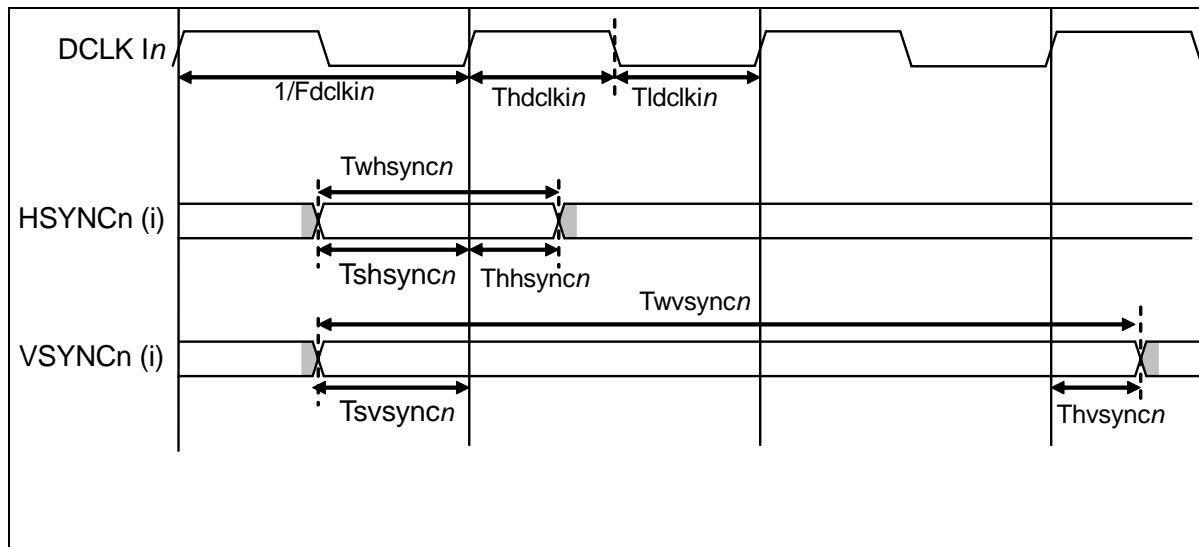 DCLK In
1/Fdclkin
Thdclkin
Tldclkin
Twhsyncn
HSYNCn (i)
Tshsyncn
Thhsyncn
Twvsyncn
VSYNCn (i)
Tsvsyncn
Thvsyncn